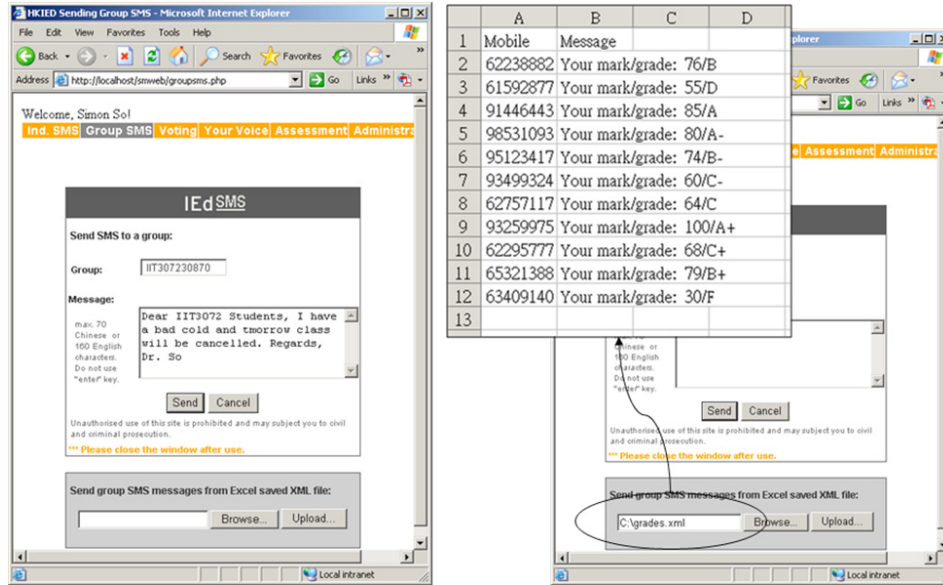 HKIED Sending Group SMS - Microsoft Internet Explorer
File Edit View Favorites Tools Help
Back Search Favorites »
Address http://localhost/smweb/groupsms.php Go Links »
Welcome, Simon So!
Ind. SMS Group SMS Voting Your Voice Assessment Administra
IEd SMS
Send SMS to a group:
Group: IIT307230870
Message:
max. 70
Chinese or
160 English
characters.
Do not use
"enter" key.
Dear IIT3072 Students, I have
a bad cold and tmorrow class
will be cancelled. Regards,
Dr. So
Send Cancel
Unauthorised use of this site is prohibited and may subject you to civil
and criminal prosecution.
*** Please close the window after use.
Send group SMS messages from Excel saved XML file:
Browse... Upload...
Local intranet
A B C D
1 Mobile Message
2 62238882 Your mark/grade: 76/B
3 61592877 Your mark/grade: 55/D
4 91446443 Your mark/grade: 85/A
5 98531093 Your mark/grade: 80/A-
6 95123417 Your mark/grade: 74/B-
7 93499324 Your mark/grade: 60/C-
8 62757117 Your mark/grade: 64/C
9 93259975 Your mark/grade: 100/A+
10 62295777 Your mark/grade: 68/C+
11 65321388 Your mark/grade: 79/B+
12 63409140 Your mark/grade: 30/F
13
plorer
Favorites »
Go Links »
e Assessment Administra
Chinese or
160 English
characters.
Do not use
"enter" key.
Send Cancel
Unauthorised use of this site is prohibited and may subject you to civil
and criminal prosecution.
*** Please close the window after use.
Send group SMS messages from Excel saved XML file:
C:\grades.xml Browse... Upload...
Local intranet